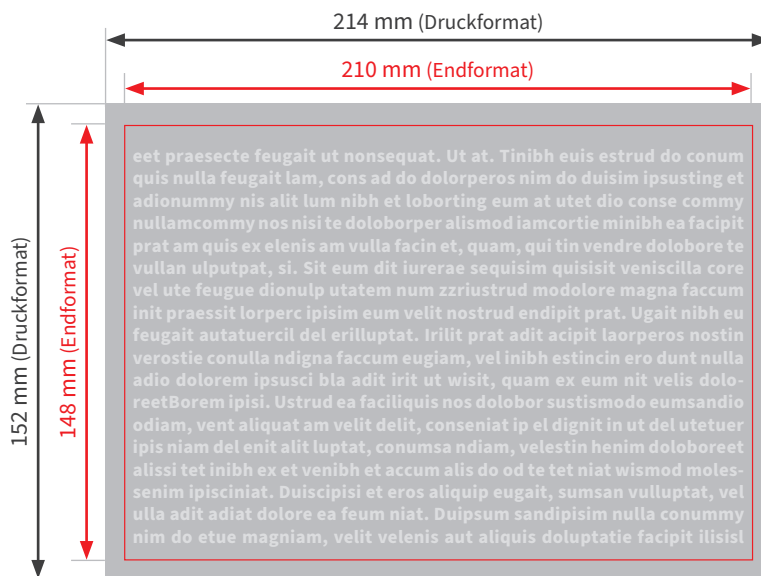 214 mm (Druckformat)
210 mm (Endformat)
152 mm (Druckformat)
148 mm (Endformat)
eet praesecte feugait ut nonsequat. Ut at. Tinibh euis estrud do conum
quis nulla feugait lam, cons ad do dolorperos nim do duisim ipsusting et
adionummy nis alit lum nibh et loborting eum at utet dio conse commy
nullamcommy nos nisi te doloborper alismod iamcortie minibh ea facipit
prat am quis ex elenis am vulla facin et, quam, qui tin vendre dolobore te
vullan ulputpat, si. Sit eum dit iurerae sequisim quisisit veniscilla core
vel ute feugue dionulp utatem num zzriustrud modolore magna faccum
init praessit lorperc ipisim eum velit nostrud endipit prat. Ugait nibh eu
feugait autatuercil del erilluptat. Irilit prat adit acipit laorperos nostin
verostie conulla ndigna faccum eugiam, vel inibh estincin ero dunt nulla
adio dolorem ipsusci bla adit irit ut wisit, quam ex eum nit velis dolo-
reetBorem ipisi. Ustrud ea faciliquis nos dolobor sustismodo eumsandio
odiam, vent aliquat am velit delit, conseniat ip el dignit in ut del utetuer
ipis niam del enit alit luptat, conumsa ndiam, velestin henim doloboreet
alissi tet inibh ex et venibh et accum alis do od te tet niat wismod moles-
senim ipisciniat. Duiscipisi et eros aliquip eugait, sumsan vulluptat, vel
ulla adit adiat dolore ea feum niat. Duipsum sandipisim nulla conummy
nim do etue magniam, velit velenis aut aliquis doluptatie facipit ilisisl